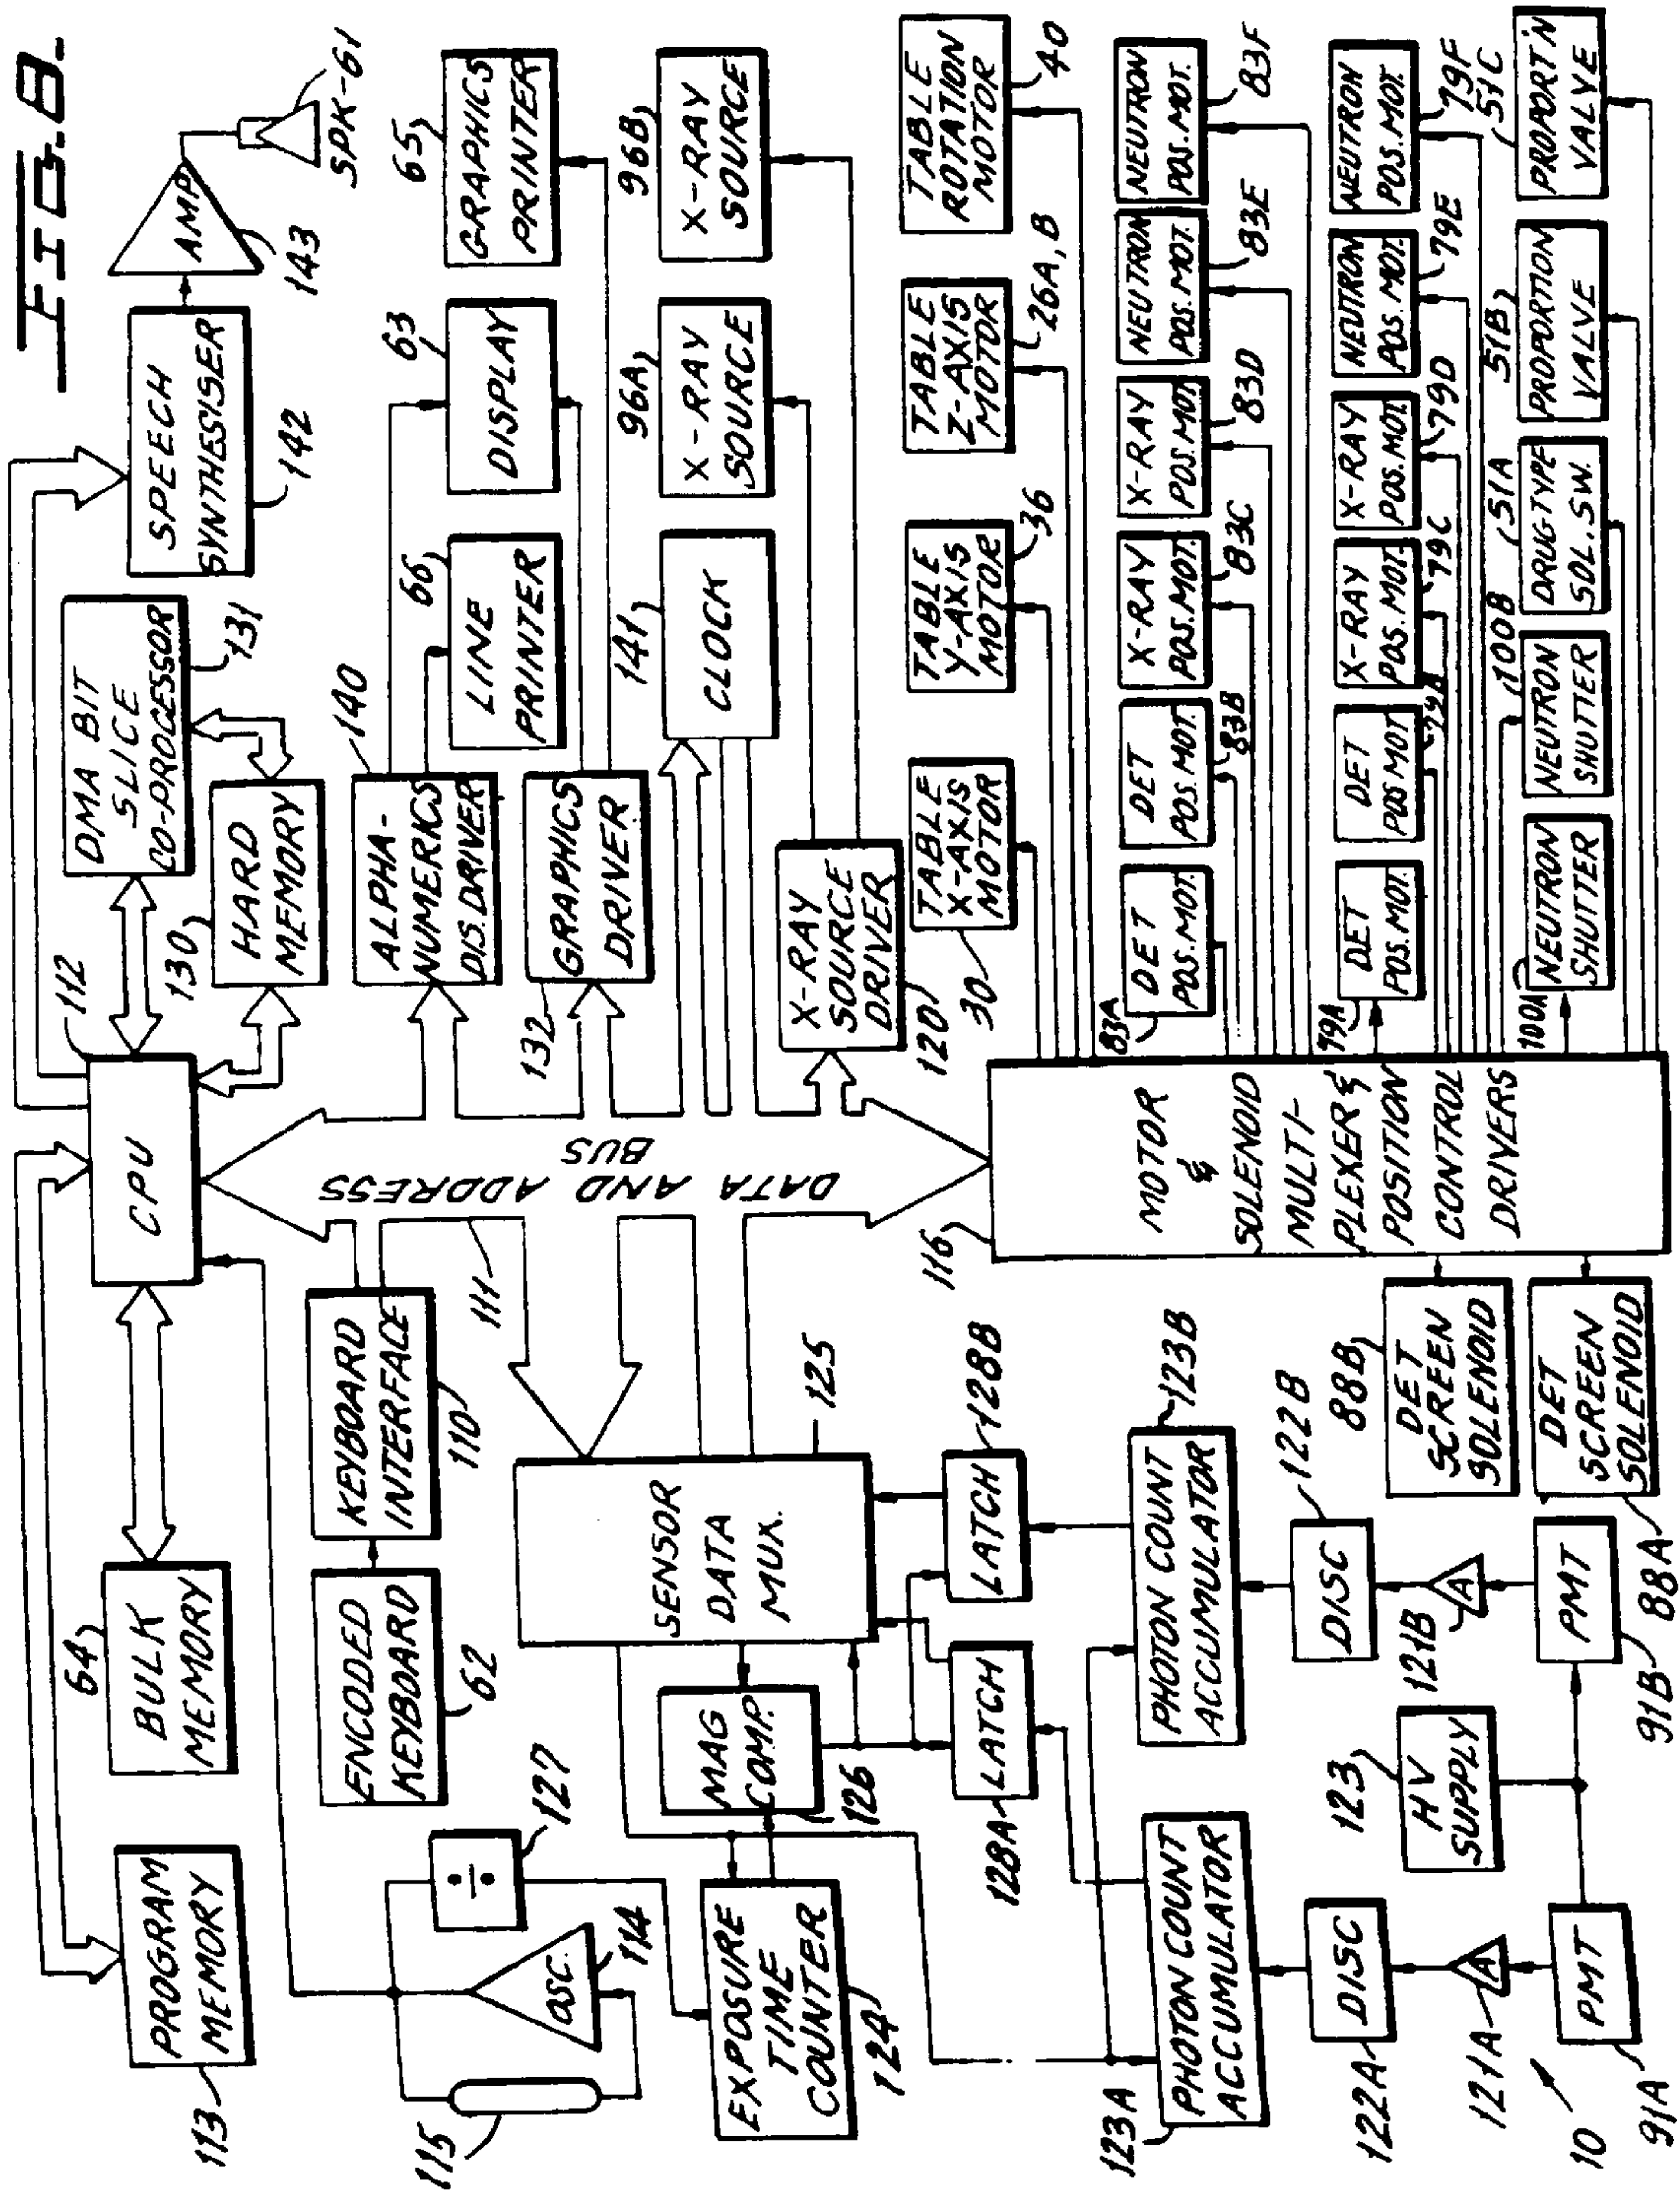 FIG. 8.
113
PROGRAM
MEMORY
64
BULK
MEMORY
CPU
112
DMA BIT
SLICE
CO-PROCESSOR
131
130
HARD
MEMORY
SPEECH
SYNTHESISER
142
AMP
143
SPK-61
115
OSC.
114
÷
127
ENCODED
KEYBOARD
62
KEYBOARD
INTERFACE
110
111
DATA AND ADDRESS
BUS
ALPHA-
NUMERICS
DIS. DRIVER
140
66
LINE
PRINTER
63
DISPLAY
65
GRAPHICS
PRINTER
132
GRAPHICS
DRIVER
141
CLOCK
96A
X-RAY
SOURCE
96B
X-RAY
SOURCE
X-RAY
SOURCE
DRIVER
120
EXPOSURE
TIME
COUNTER
124
MAG
COMP.
126
SENSOR
DATA
MUX.
125
128A
LATCH
LATCH
128B
123A
PHOTON COUNT
ACCUMULATOR
PHOTON COUNT
ACCUMULATOR
123B
122A
DISC
DISC
122B
121A
A
A
121B
123
HV
SUPPLY
10
PMT
91A
PMT
91B
88B
DET
SCREEN
SOLENOID
DET
SCREEN
SOLENOID
88A
116
MOTOR
&
SOLENOID
MULTI-
PLEXER &
POSITION
CONTROL
DRIVERS
30
TABLE
X-AXIS
MOTOR
TABLE
Y-AXIS
MOTOR
36
TABLE
Z-AXIS
MOTOR
26A, B
TABLE
ROTATION
MOTOR
40
83A
DET
POS. MOT.
DET
POS. MOT.
83B
X-RAY
POS. MOT.
83C
X-RAY
POS. MOT
83D
NEUTRON
POS. MOT.
83E
NEUTRON
POS. MOT.
83F
79A
DET
POS. MOT.
DET
POS MOT
79B
X-RAY
POS. MOT
79C
X-RAY
POS. MOT.
79D
NEUTRON
POS. MOT.
79E
NEUTRON
POS. MOT.
79F
100A
NEUTRON
SHUTTER
100B
NEUTRON
SHUTTER
51A
DRUG TYPE
SOL. SW.
51B
PROPORTION
VALVE
51C
PROPORT'N
VALVE